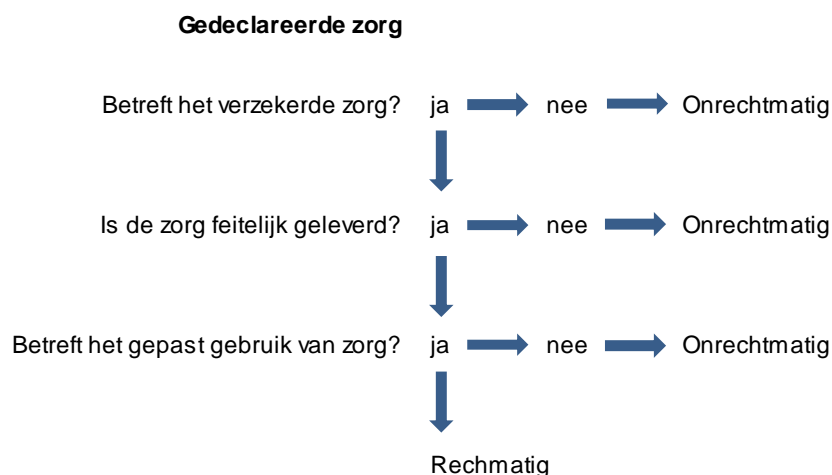 Gedeclareerde zorg
Betreft het verzekerde zorg? ja nee Onrechtmatig
Is de zorg feitelijk geleverd? ja nee Onrechtmatig
Betreft het gepast gebruik van zorg? ja nee Onrechtmatig
Rechmatig